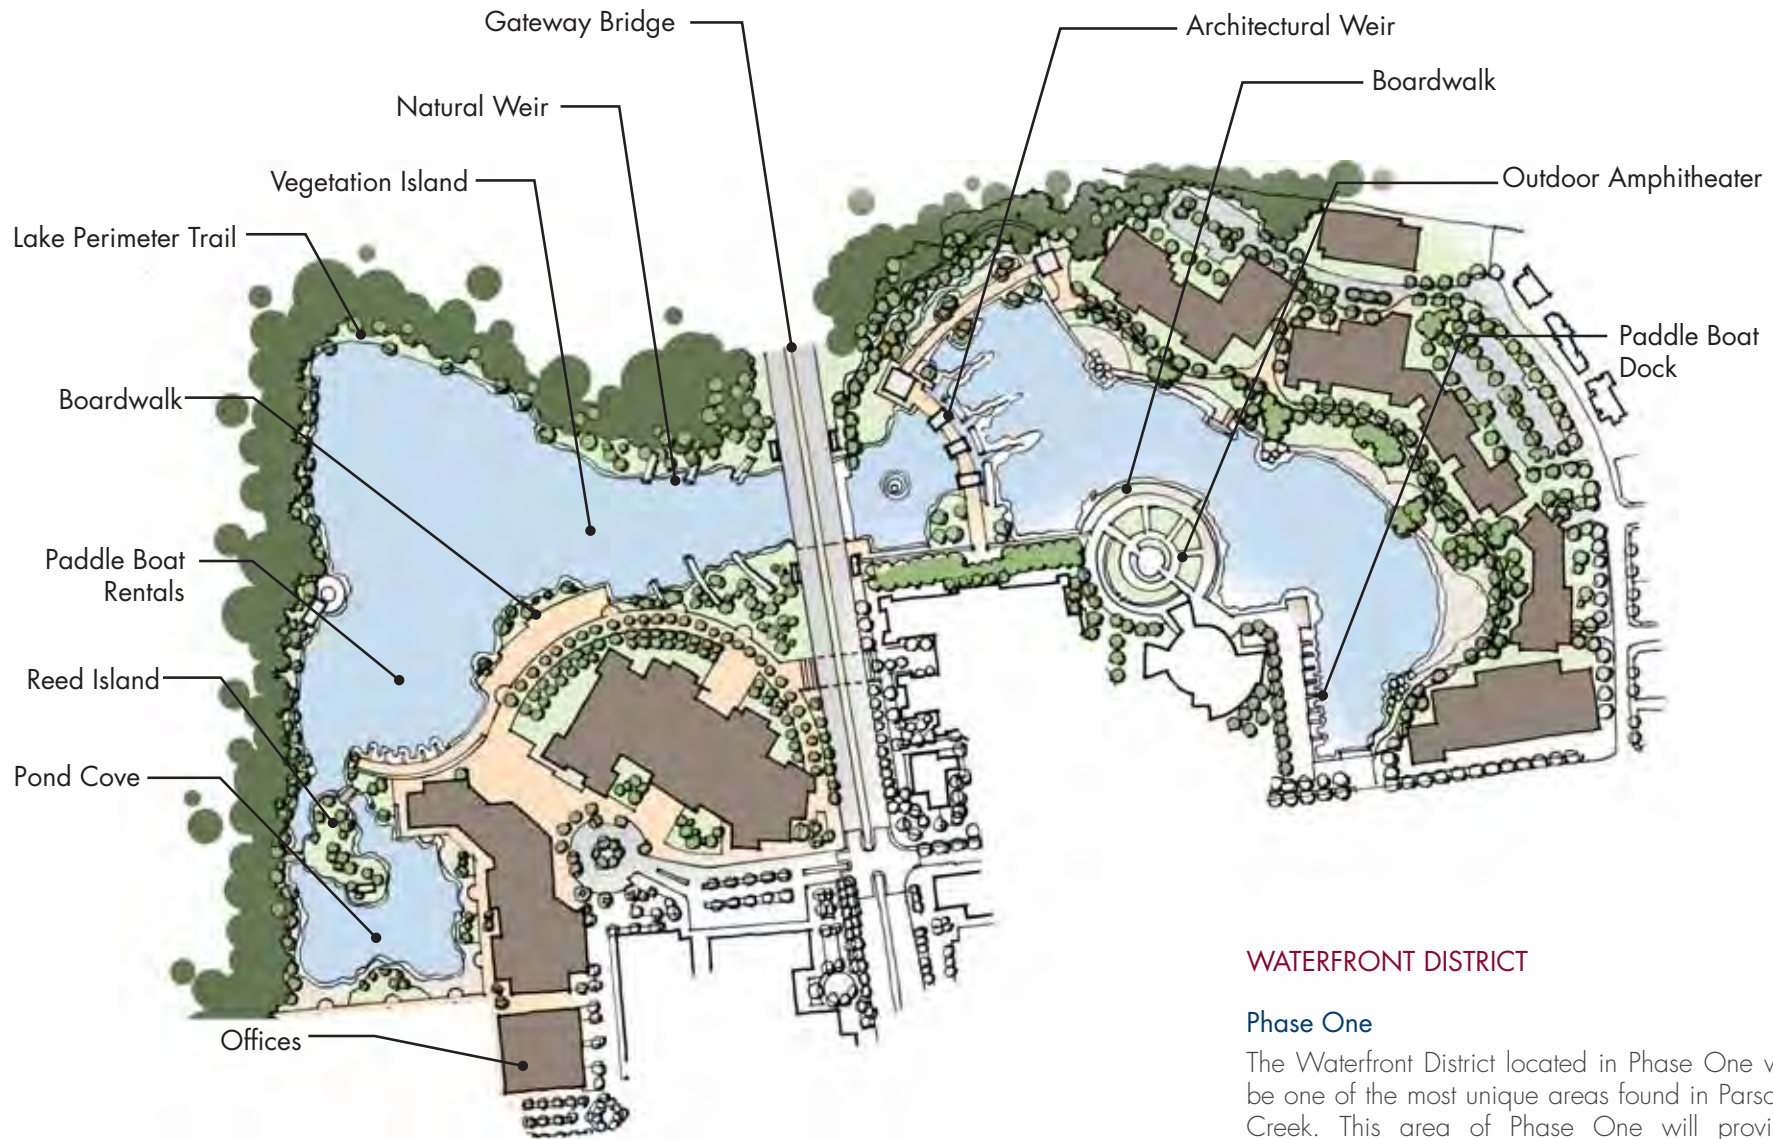 Gateway Bridge
Architectural Weir
Boardwalk
Natural Weir
Vegetation Island
Outdoor Amphitheater
Lake Perimeter Trail
Paddle Boat
Dock
Boardwalk
Paddle Boat
Rentals
Reed Island
Pond Cove
Offices
WATERFRONT DISTRICT
Phase One
The Waterfront District located in Phase One
be one of the most unique areas found in
Creek. This area of Phase One will